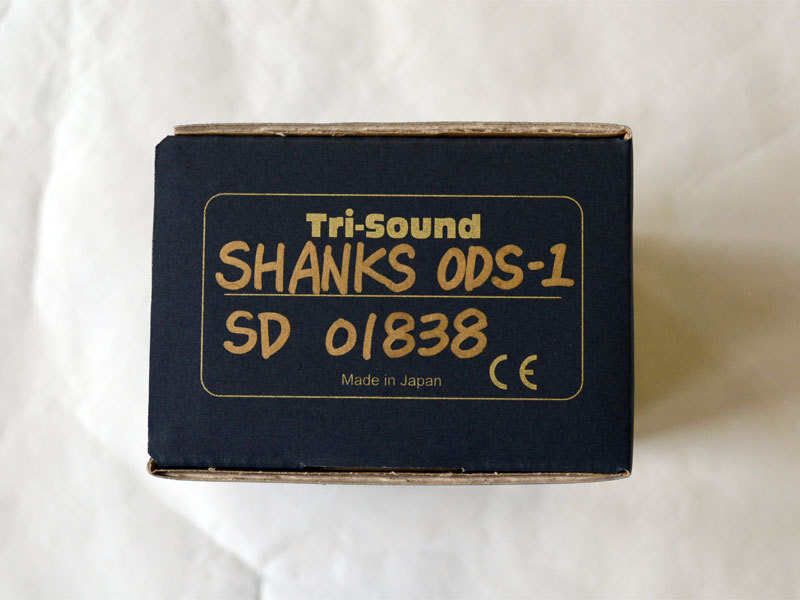 Tri-Sound
SHANKS ODS-1
SD 01838
Made in Japan
CE